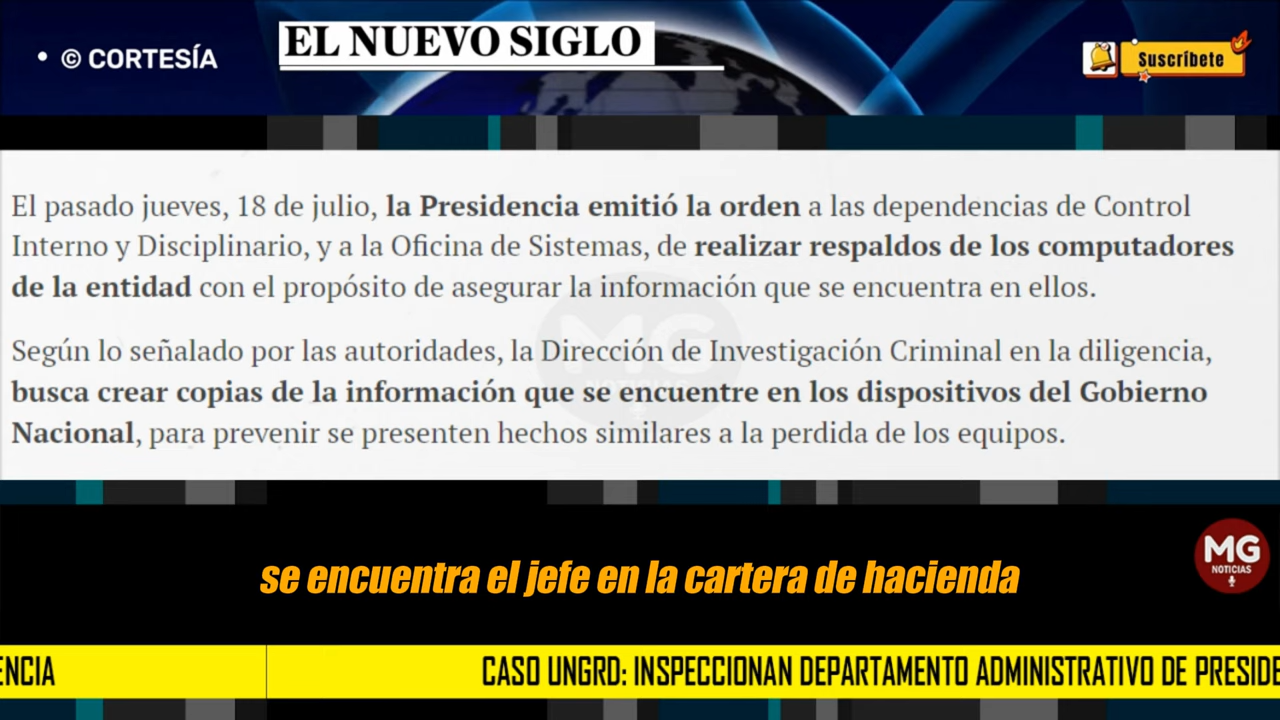 • © CORTESÍA
EL NUEVO SIGLO
Suscríbete
El pasado jueves, 18 de julio, la Presidencia emitió la orden a las dependencias de Control
Interno y Disciplinario, y a la Oficina de Sistemas, de realizar respaldos de los computadores
de la entidad con el propósito de asegurar la información que se encuentra en ellos.
Según lo señalado por las autoridades, la Dirección de Investigación Criminal en la diligencia,
busca crear copias de la información que se encuentre en los dispositivos del Gobierno
Nacional, para prevenir se presenten hechos similares a la perdida de los equipos.
MG
NOTICIAS
se encuentra el jefe en la cartera de hacienda
MG
NOTICIAS
ENCIA
CASO UNGRD: INSPECCIONAN DEPARTAMENTO ADMINISTRATIVO DE PRESIDE